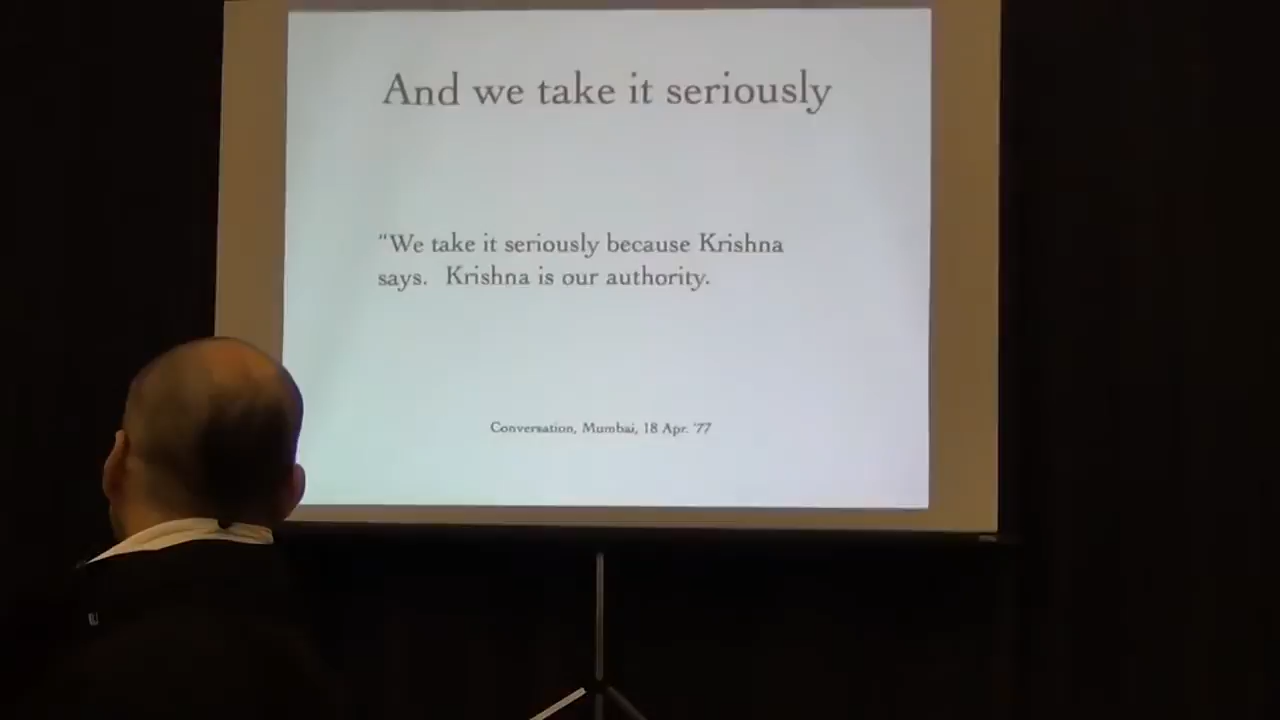 And we take it seriously
"We take it seriously because Krishna
says. Krishna is our authority.
Conversation, Mumbai, 18 Apr. '77